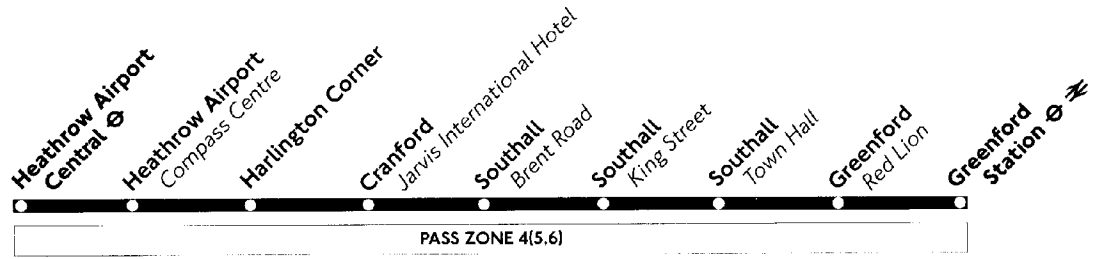 Heathrow Airport
Central
Heathrow Airport
Compass Centre
Harlington Corner
Cranford
Jarvis International Hotel
Southall
Brent Road
Southall
King Street
Southall
Town Hall
Greenford
Red Lion
Greenford
Station
PASS ZONE 4(5,6)